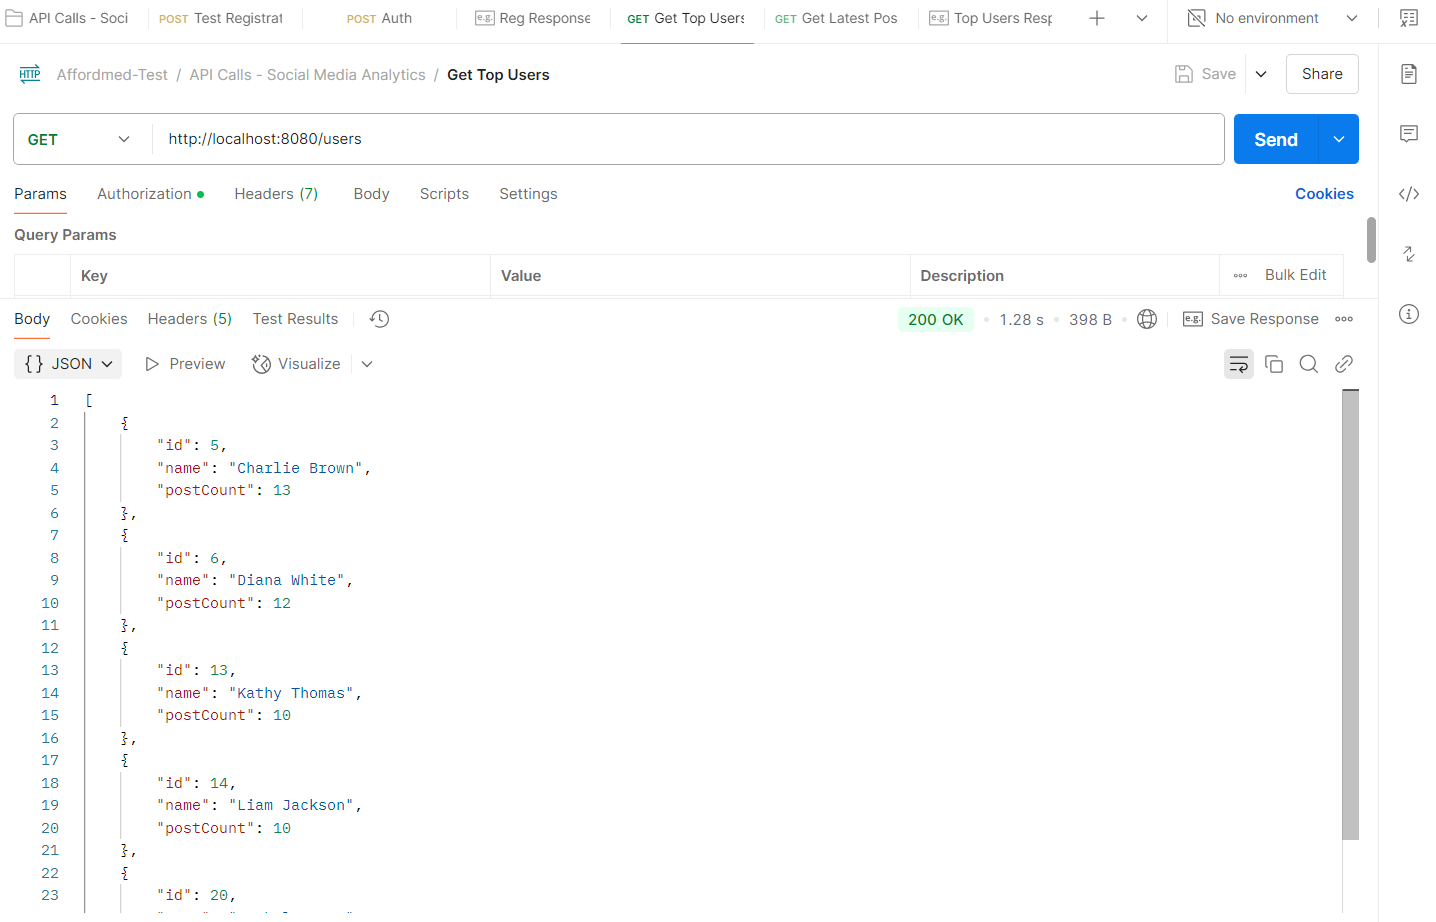 API Calls - Soci
POST Test Registrat
POST Auth
e.g. Reg Response
GET Get Top Users
GET Get Latest Pos
e.g. Top Users Resp
No environment
HTTP Affordmed-Test / API Calls - Social Media Analytics / Get Top Users
Save
Share
GET
http://localhost:8080/users
Send
Params
Authorization
Headers (7)
Body
Scripts
Settings
Cookies
Query Params
Key
Value
Description
Bulk Edit
Body
Cookies
Headers (5)
Test Results
200 OK
1.28 s
398 B
e.g. Save Response
{} JSON
Preview
Visualize
1 [
2 {
3 "id": 5,
4 "name": "Charlie Brown",
5 "postCount": 13
6 },
7 {
8 "id": 6,
9 "name": "Diana White",
10 "postCount": 12
11 },
12 {
13 "id": 13,
14 "name": "Kathy Thomas",
15 "postCount": 10
16 },
17 {
18 "id": 14,
19 "name": "Liam Jackson",
20 "postCount": 10
21 },
22 {
23 "id": 20,